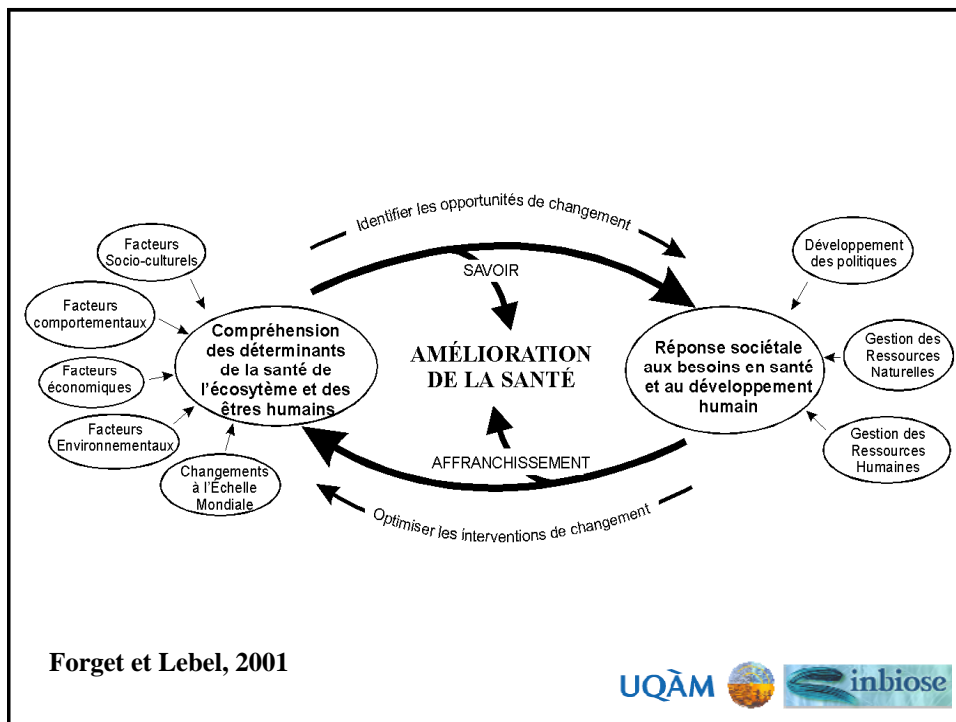 Identifier les opportunités de changement
SAVOIR
Facteurs
Socio-culturels
Facteurs
comportementaux
Facteurs
économiques
Facteurs
Environnementaux
Changements
à l'Échelle
Mondiale
Compréhension
des déterminants
de la santé de
l'écosytème et des
êtres humains
AMÉLIORATION
DE LA SANTÉ
Réponse sociétale
aux besoins en santé
et au développement
humain
Développement
des politiques
Gestion des
Ressources
Naturelles
Gestion des
Ressources
Humaines
AFFRANCHISSEMENT
Optimiser les interventions de changement
Forget et Lebel, 2001
UQÀM
inbiose